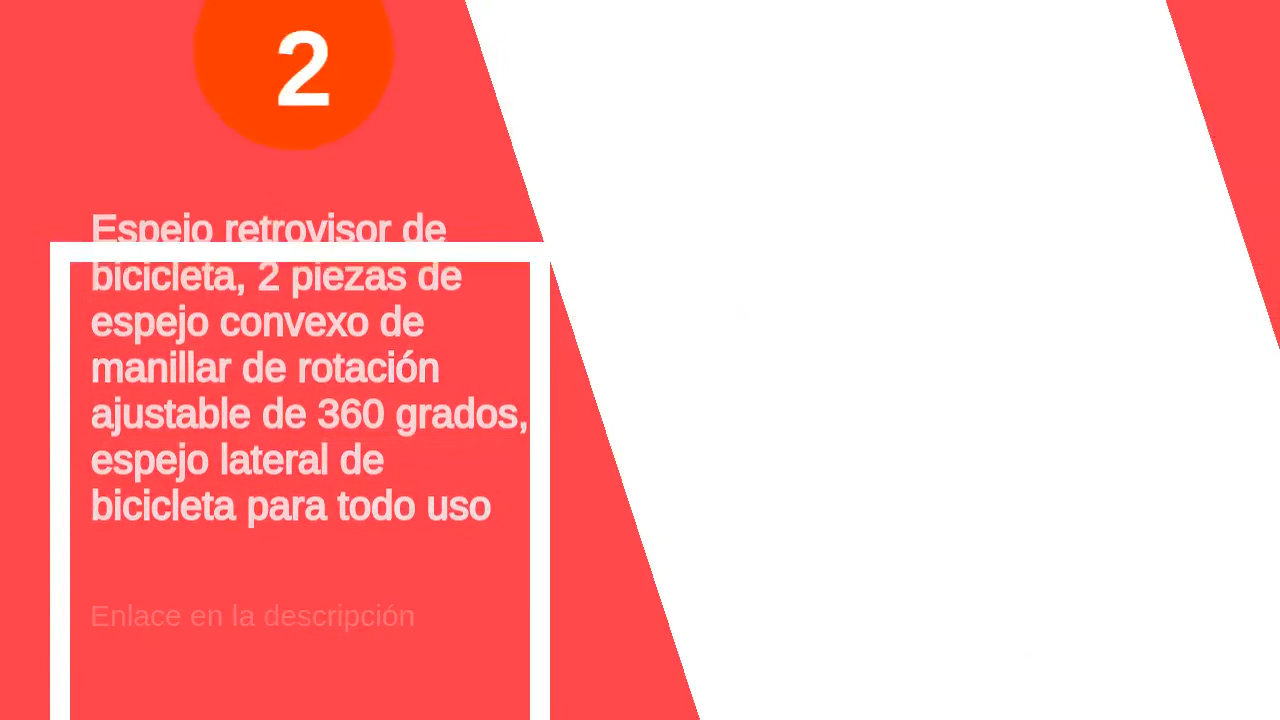 2
Espejo retrovisor de
bicicleta, 2 piezas de
espejo convexo de
manillar de rotación
ajustable de 360 grados,
espejo lateral de
bicicleta para todo uso
Enlace en la descripción